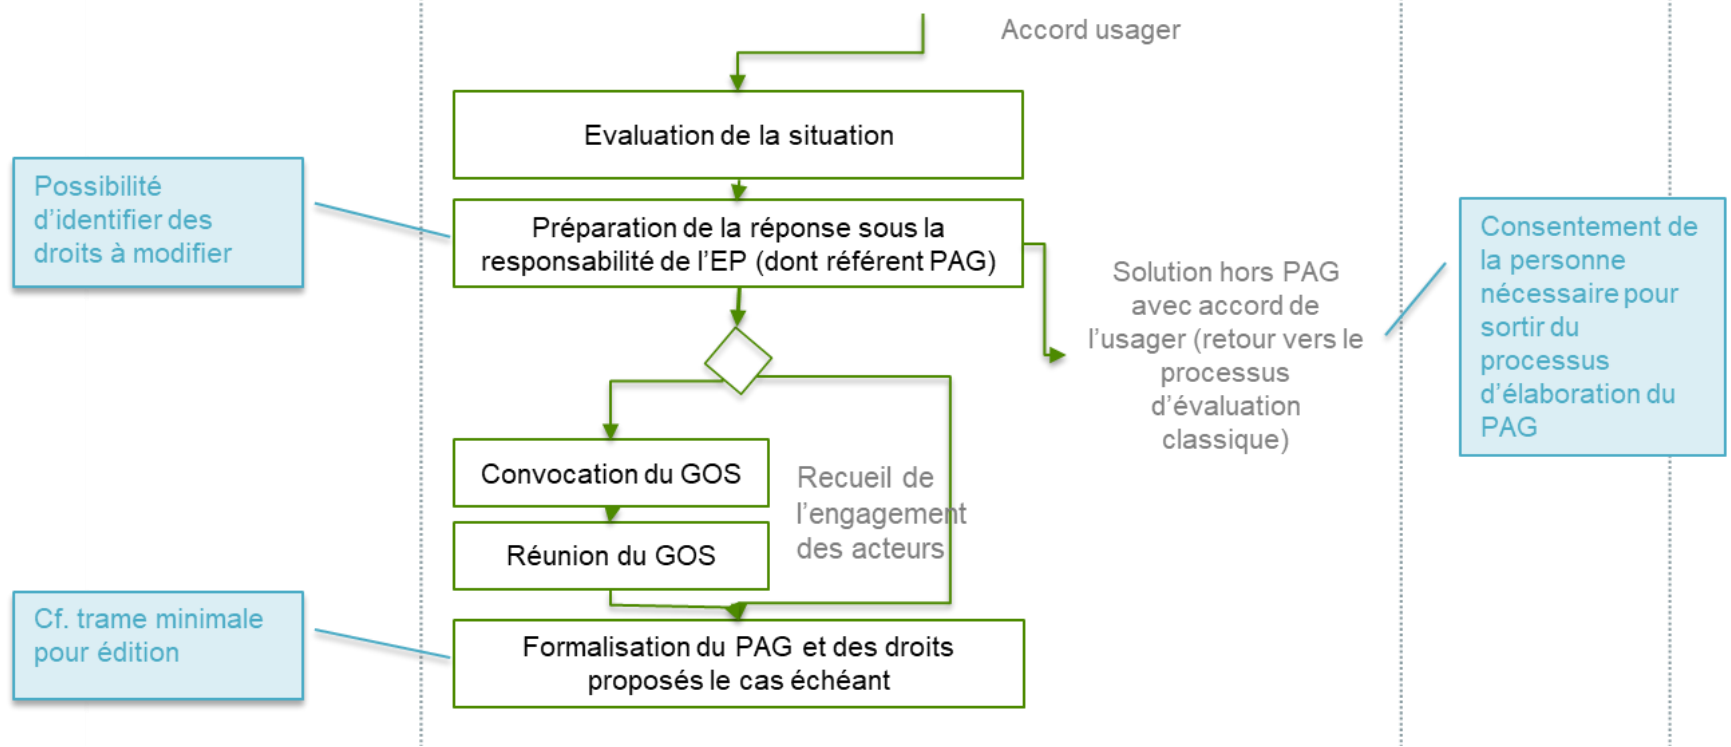 Accord usager
Evaluation de la situation
Possibilité
d’identifier des
droits à modifier
Préparation de la réponse sous la
responsabilité de l’EP (dont référent PAG)
Solution hors PAG
avec accord de
l’usager (retour vers le
processus
d’évaluation
classique)
Consentement de
la personne
nécessaire pour
sortir du
processus
d’élaboration du
PAG
Convocation du GOS
Recueil de
l’engagement
des acteurs
Réunion du GOS
Cf. trame minimale
pour édition
Formalisation du PAG et des droits
proposés le cas échéant